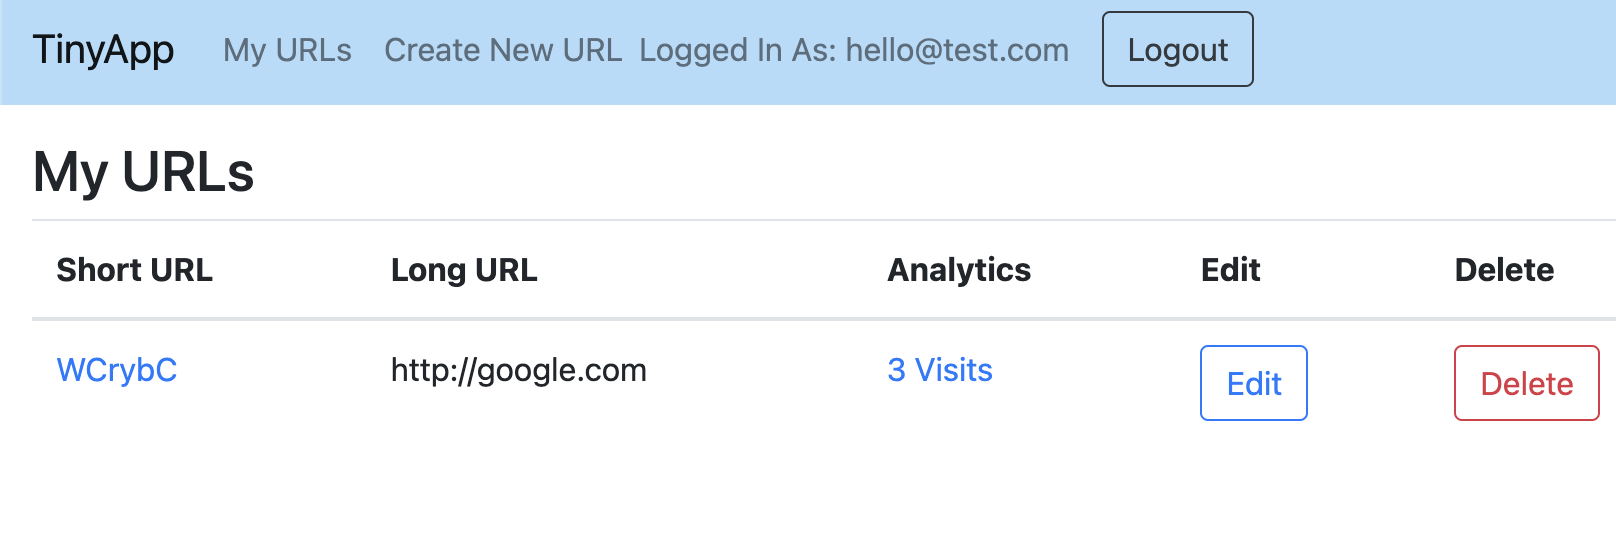 TinyApp My URLs Create New URL Logged In As: hello@test.com Logout
My URLs
Short URL Long URL Analytics Edit Delete
WCrybC http://google.com 3 Visits Edit Delete